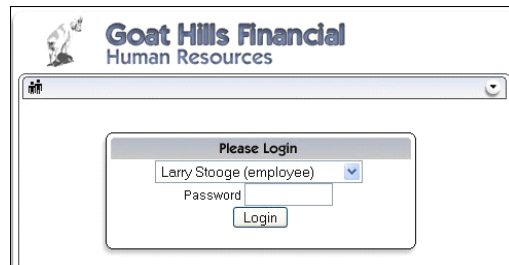 Goat Hills Financial
Human Resources
Please Login
Larry Stooge (employee)
Password
Login